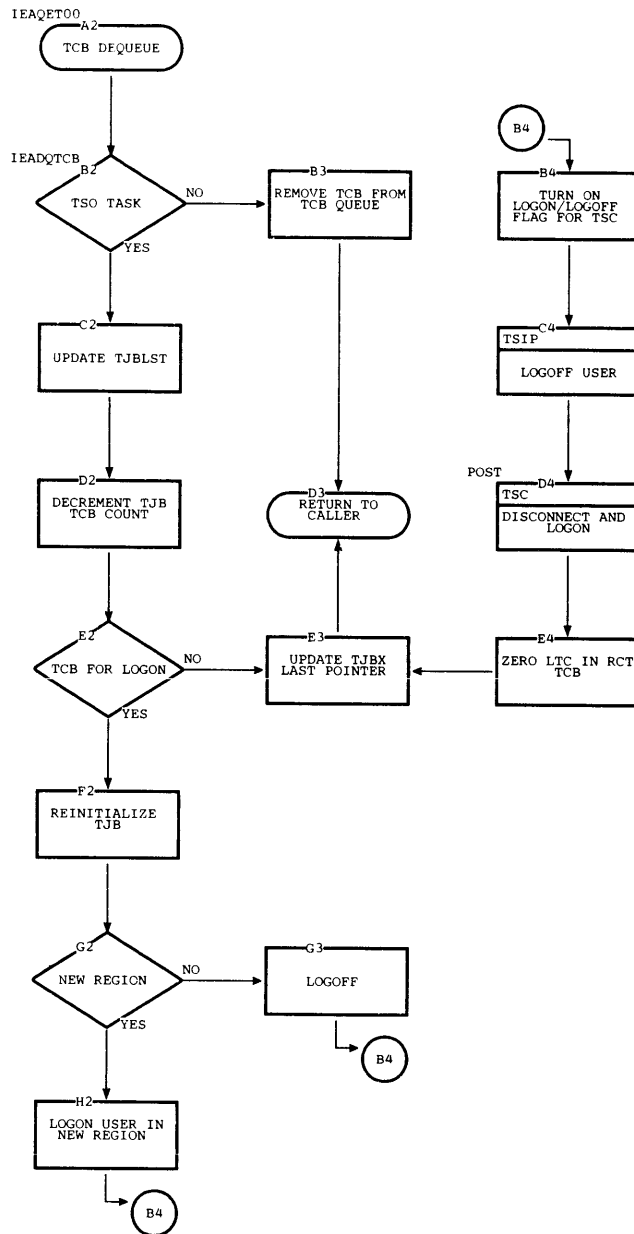 IEAQET00
A2
TCB DEQUEUE
IEADQTCB
B2
TSO TASK
NO
YES
B3
REMOVE TCB FROM
TCB QUEUE
B4
B4
TURN ON
LOGON/LOGOFF
FLAG FOR TSC
C2
UPDATE TJBLST
C4
TSIP
LOGOFF USER
D2
DECREMENT TJB
TCB COUNT
D3
RETURN TO
CALLER
POST
D4
TSC
DISCONNECT AND
LOGON
E2
TCB FOR LOGON
NO
YES
E3
UPDATE TJBX
LAST POINTER
E4
ZERO LTC IN RCT
TCB
F2
REINITIALIZE
TJB
G2
NEW REGION
NO
YES
G3
LOGOFF
B4
H2
LOGON USER IN
NEW REGION
B4